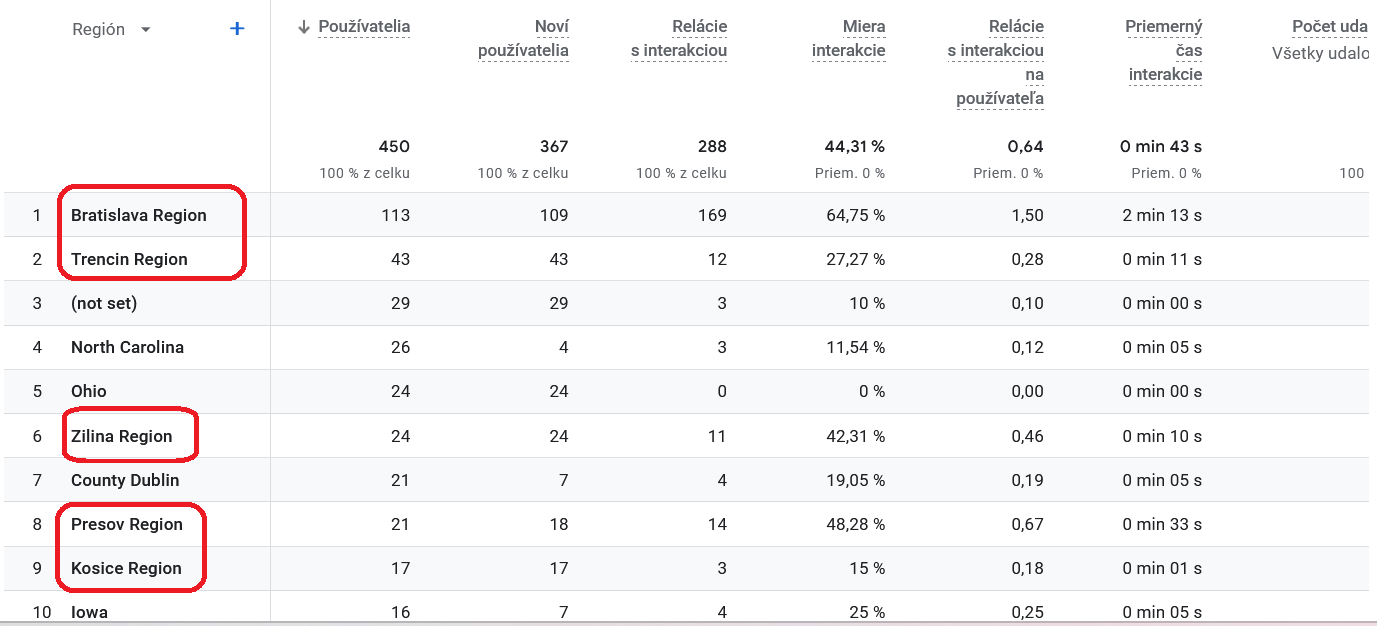 Región
Používatelia
Noví
používatelia
Relácie
s interakciou
Miera
interakcie
Relácie
s interakciou
na
používateľa
Priemerný
čas
interakcie
Počet uda
Všetky udalo
450 367 288 44,31 % 0,64 0 min 43 s
100 % z celku 100 % z celku 100 % z celku Priem. 0 % Priem. 0 % Priem. 0 % 100
1 Bratislava Region 113 109 169 64,75 % 1,50 2 min 13 s
2 Trencin Region 43 43 12 27,27 % 0,28 0 min 11 s
3 (not set) 29 29 3 10 % 0,10 0 min 00 s
4 North Carolina 26 4 3 11,54 % 0,12 0 min 05 s
5 Ohio 24 24 0 0 % 0,00 0 min 00 s
6 Zilina Region 24 24 11 42,31 % 0,46 0 min 10 s
7 County Dublin 21 7 4 19,05 % 0,19 0 min 05 s
8 Presov Region 21 18 14 48,28 % 0,67 0 min 33 s
9 Kosice Region 17 17 3 15 % 0,18 0 min 01 s
10 Iowa 16 7 4 25 % 0,25 0 min 05 s